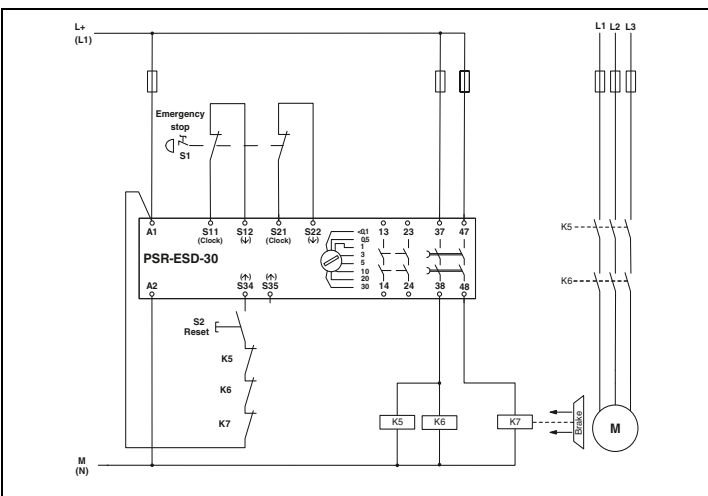 L+
(L1)
L1 L2 L3
Emergency
stop
S1
A1 S11 S12 S21 S22 13 23 37 47
(Clock) (↓) (Clock) (↓)
<0,1
0,5
1
3
5
10
20
30
PSR-ESD-30
(↑) (↑)
A2 S34 S35 14 24 38 48
K5
K6
S2
Reset
K5
K6
K7
K5 K6 K7
Brake
M
M
(N)